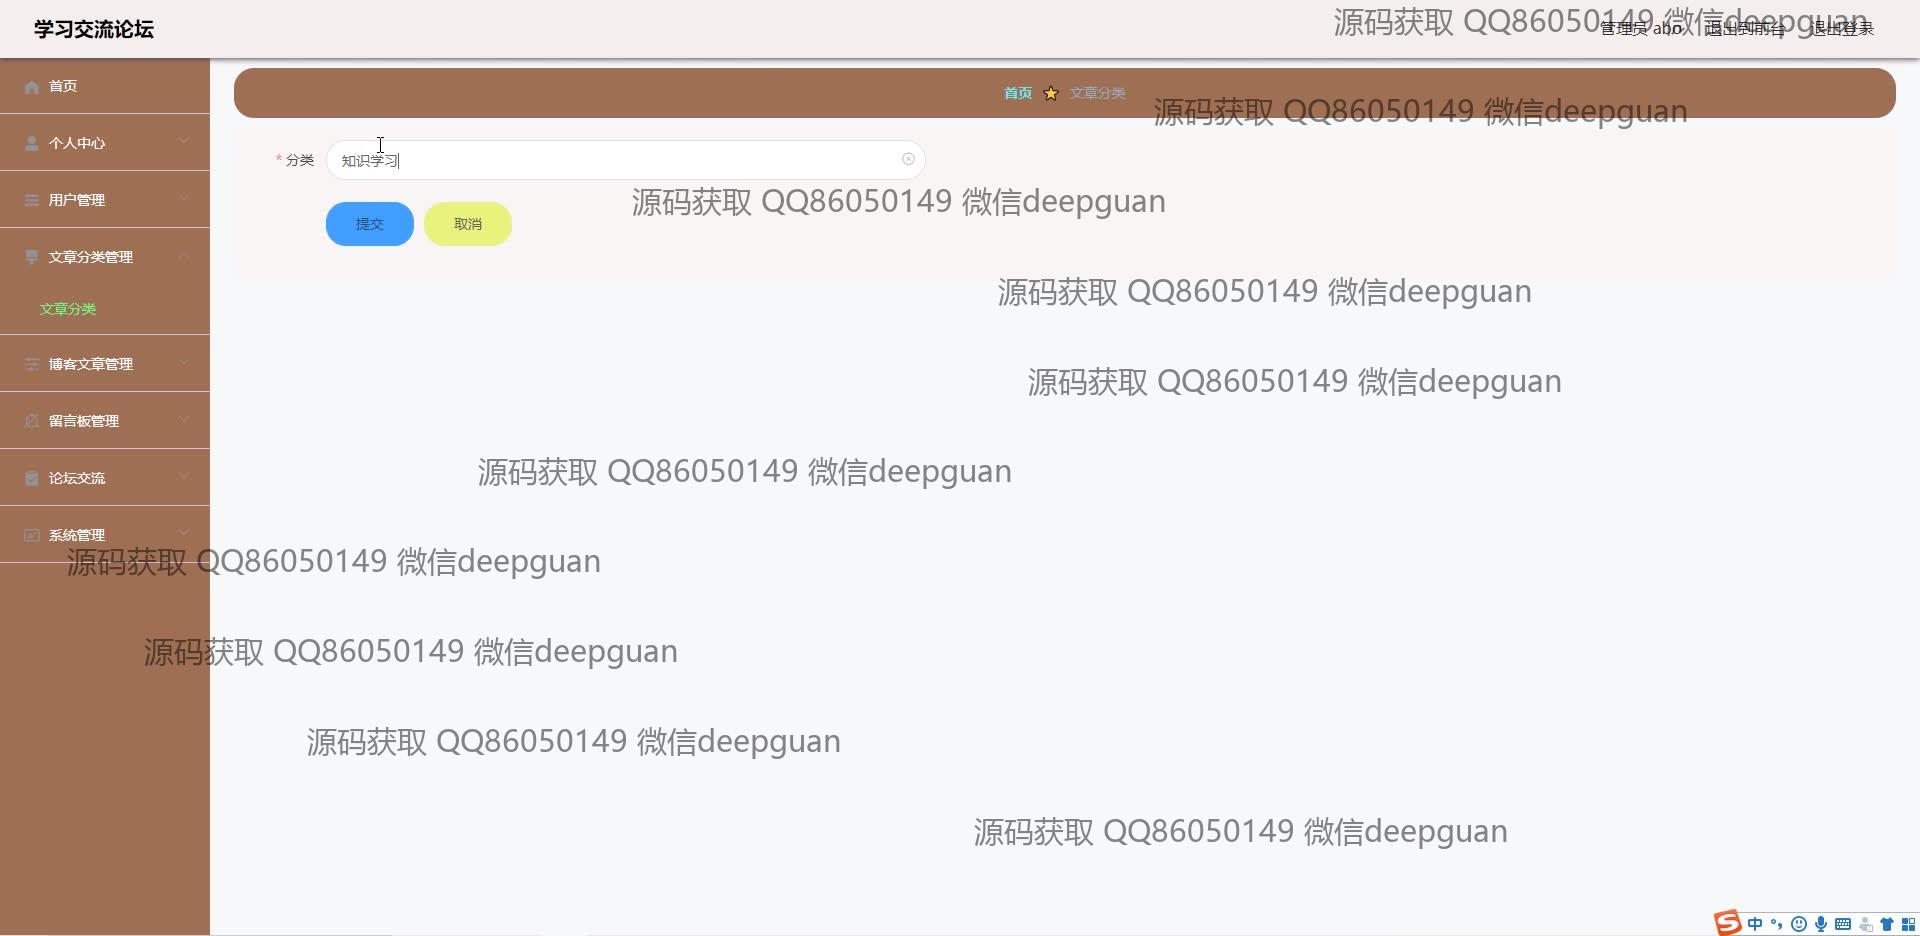 学习交流论坛
管理员 abo 退出到前台 退出登录
源码获取 QQ86050149 微信deepguan
首页
首页 文章分类
源码获取 QQ86050149 微信deepguan
个人中心
* 分类 知识学习
用户管理
源码获取 QQ86050149 微信deepguan
提交 取消
文章分类管理
源码获取 QQ86050149 微信deepguan
文章分类
博客文章管理
源码获取 QQ86050149 微信deepguan
留言板管理
论坛交流
源码获取 QQ86050149 微信deepguan
系统管理
源码获取 QQ86050149 微信deepguan
源码获取 QQ86050149 微信deepguan
源码获取 QQ86050149 微信deepguan
源码获取 QQ86050149 微信deepguan
S 中